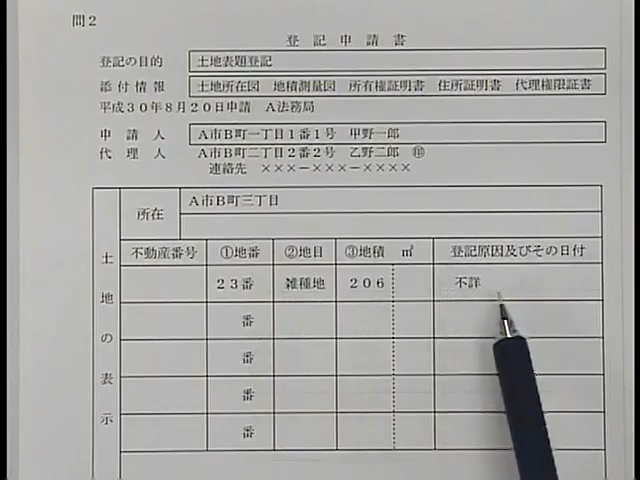 問2
登記申請書
登記の目的 土地表題登記
添付情報 土地所在図 地積測量図 所有権証明書 住所証明書 代理権限証書
平成30年8月20日申請 A法務局
申請人 A市B町一丁目1番1号 甲野一郎
代理人 A市B町二丁目2番2号 乙野二郎 ㊞
連絡先 ×××-×××-××××
土地の表示
所在 A市B町三丁目
不動産番号 ①地番 ②地目 ③地積 ㎡ 登記原因及びその日付
23番 雑種地 206 不詳
番
番
番
番